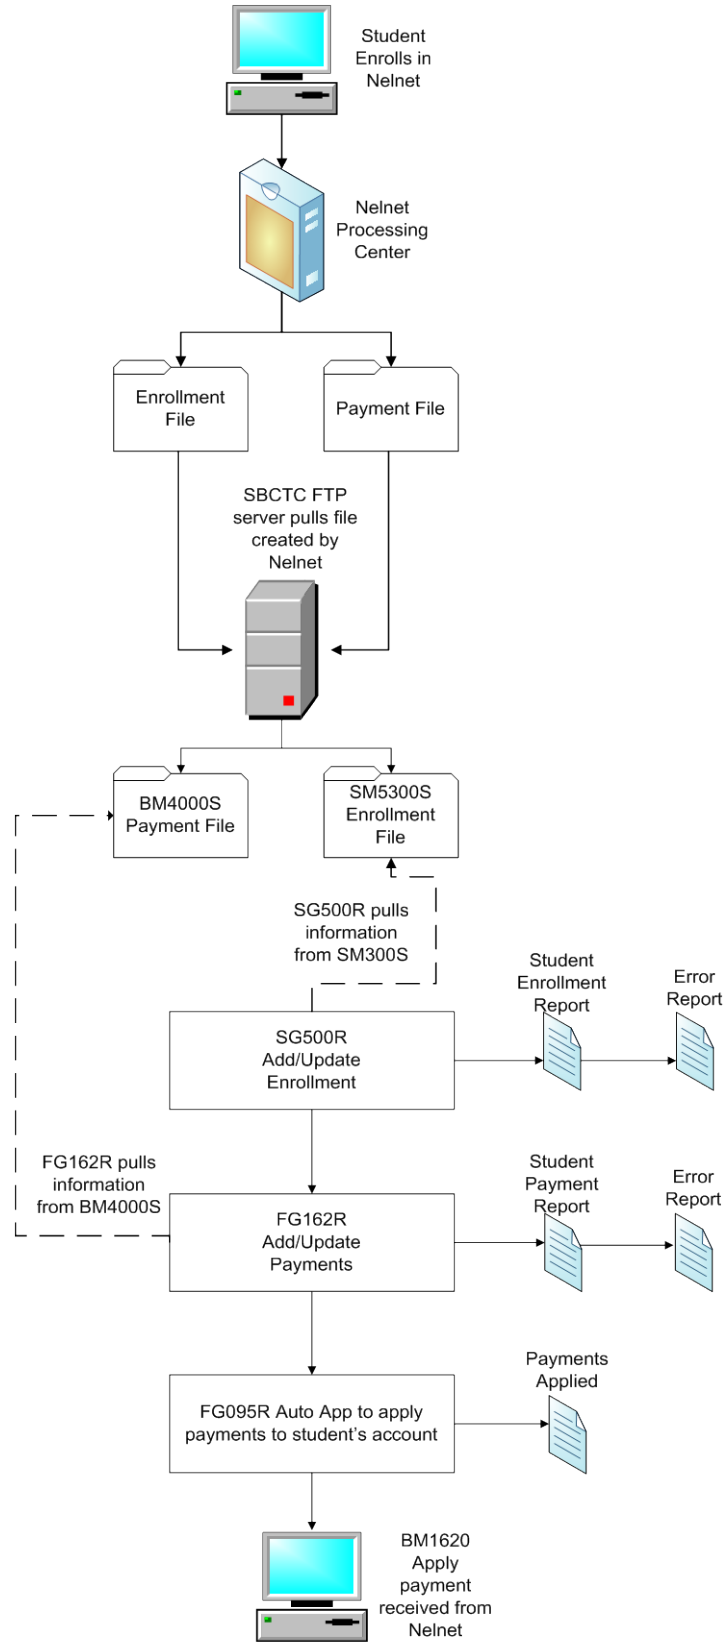 Student
Enrolls in
Nelnet
Nelnet
Processing
Center
Enrollment
File
Payment File
SBCTC FTP
server pulls file
created by
Nelnet
BM4000S
Payment File
SM5300S
Enrollment
File
SG500R pulls
information
from SM300S
Student
Enrollment
Report
Error
Report
SG500R
Add/Update
Enrollment
FG162R pulls
information
from BM4000S
Student
Payment
Report
Error
Report
FG162R
Add/Update
Payments
Payments
Applied
FG095R Auto App to apply
payments to student's account
BM1620
Apply
payment
received from
Nelnet